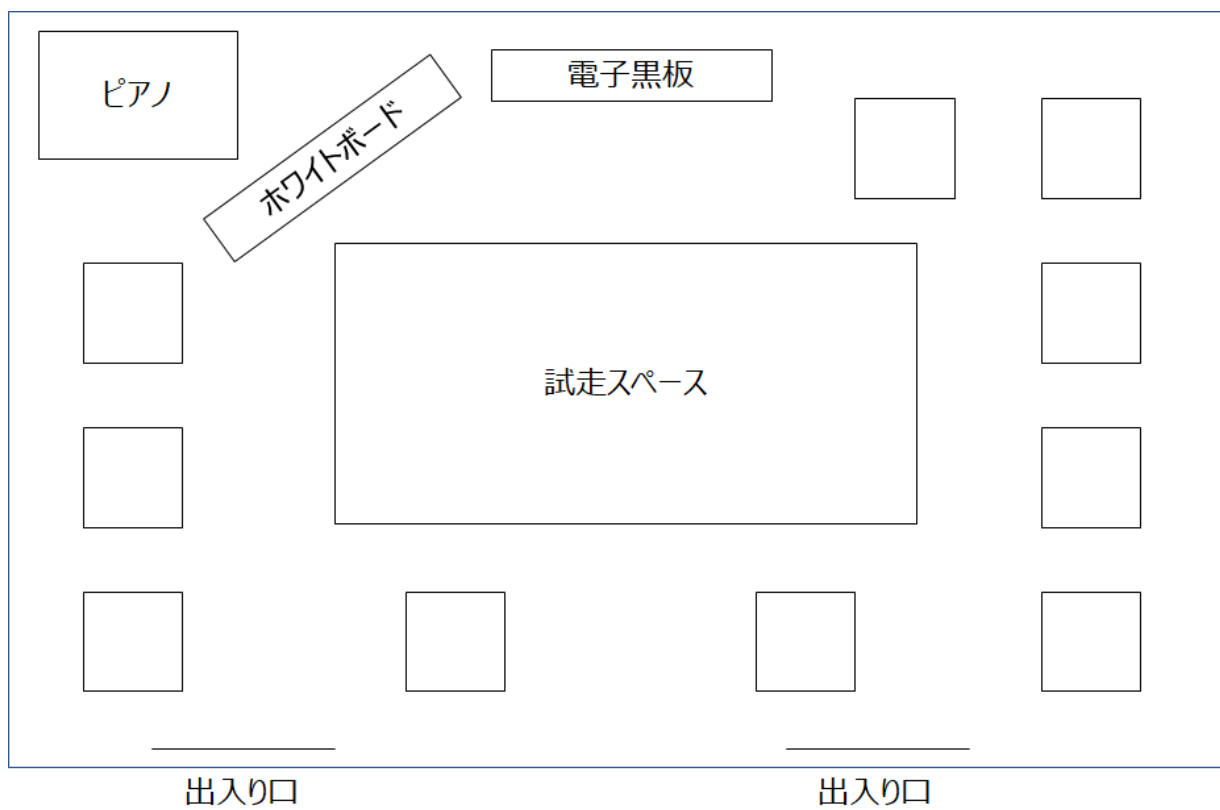 ピアノ
電子黒板
ホワイトボード
試走スペース
出入り口
出入り口